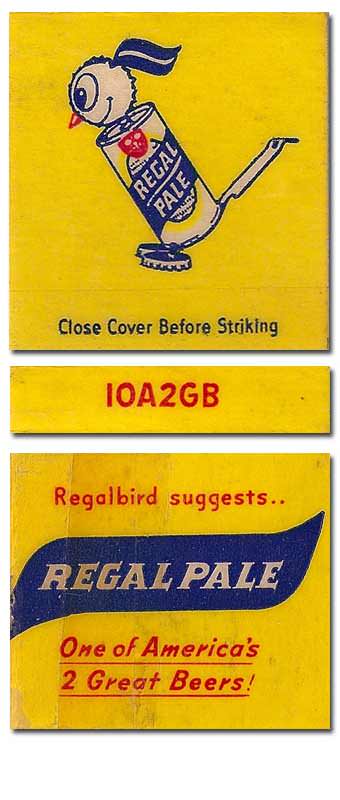 REGAL
PALE
Close Cover Before Striking
IOA2GB
Regalbird suggests..
REGAL PALE
One of America's
2 Great Beers!